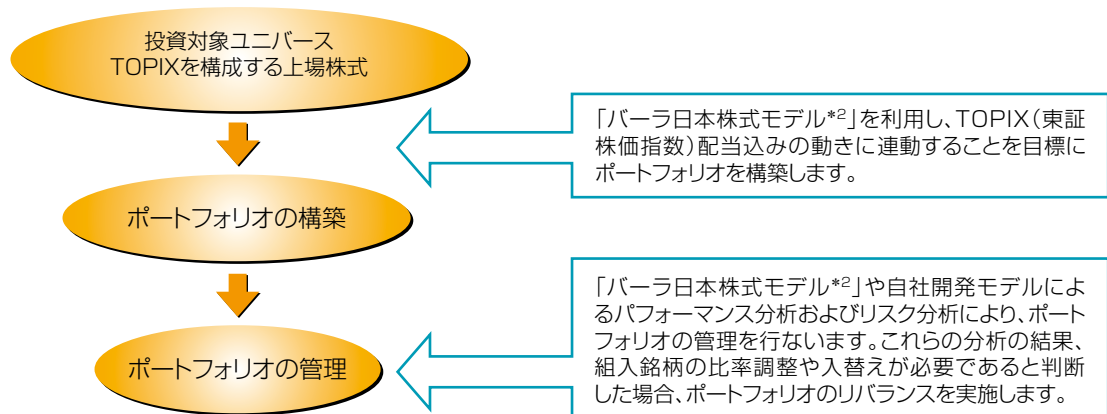 投資対象ユニバース
TOPIXを構成する上場株式
「バーラ日本株式モデル*2」を利用し、TOPIX(東証
株価指数)配当込みの動きに連動することを目標に
ポートフォリオを構築します。
ポートフォリオの構築
「バーラ日本株式モデル*2」や自社開発モデルによ
るパフォーマンス分析およびリスク分析により、ポート
フォリオの管理を行ないます。これらの分析の結果、
組入銘柄の比率調整や入替えが必要であると判断
した場合、ポートフォリオのリバランスを実施します。
ポートフォリオの管理